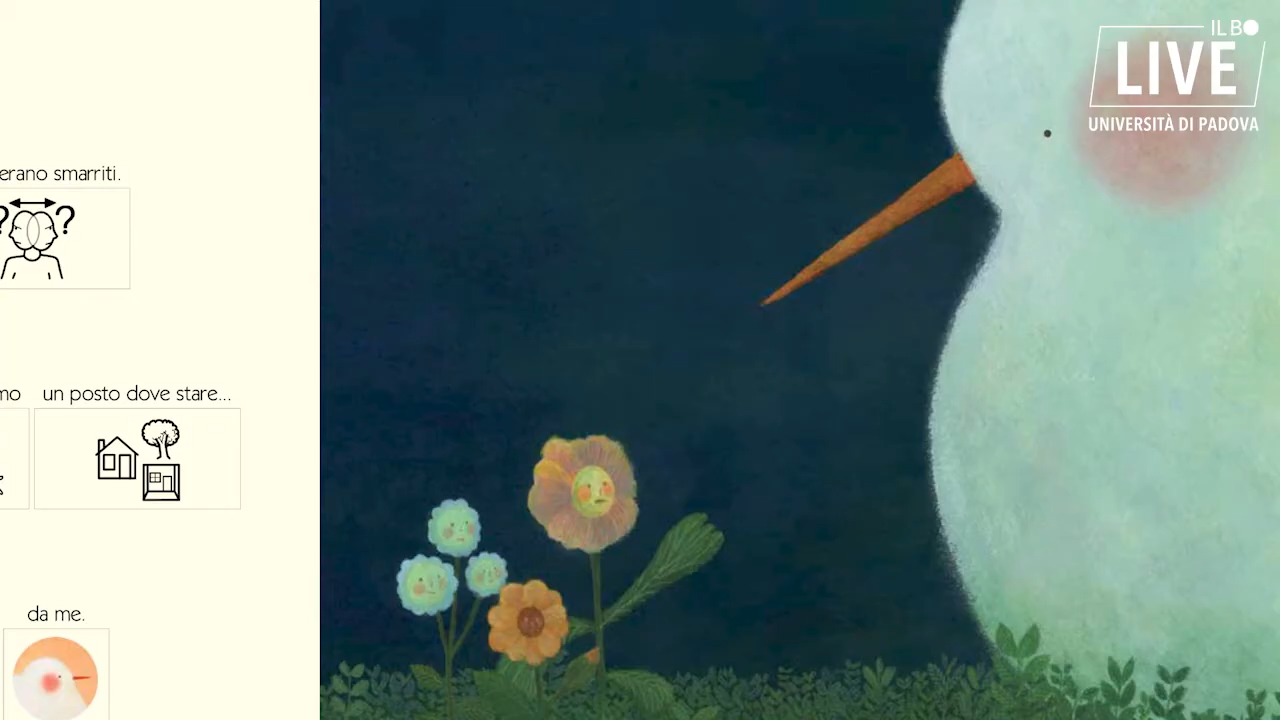 erano smarriti.
? ?
mo un posto dove stare...
da me.
IL BO
LIVE
UNIVERSITÀ DI PADOVA